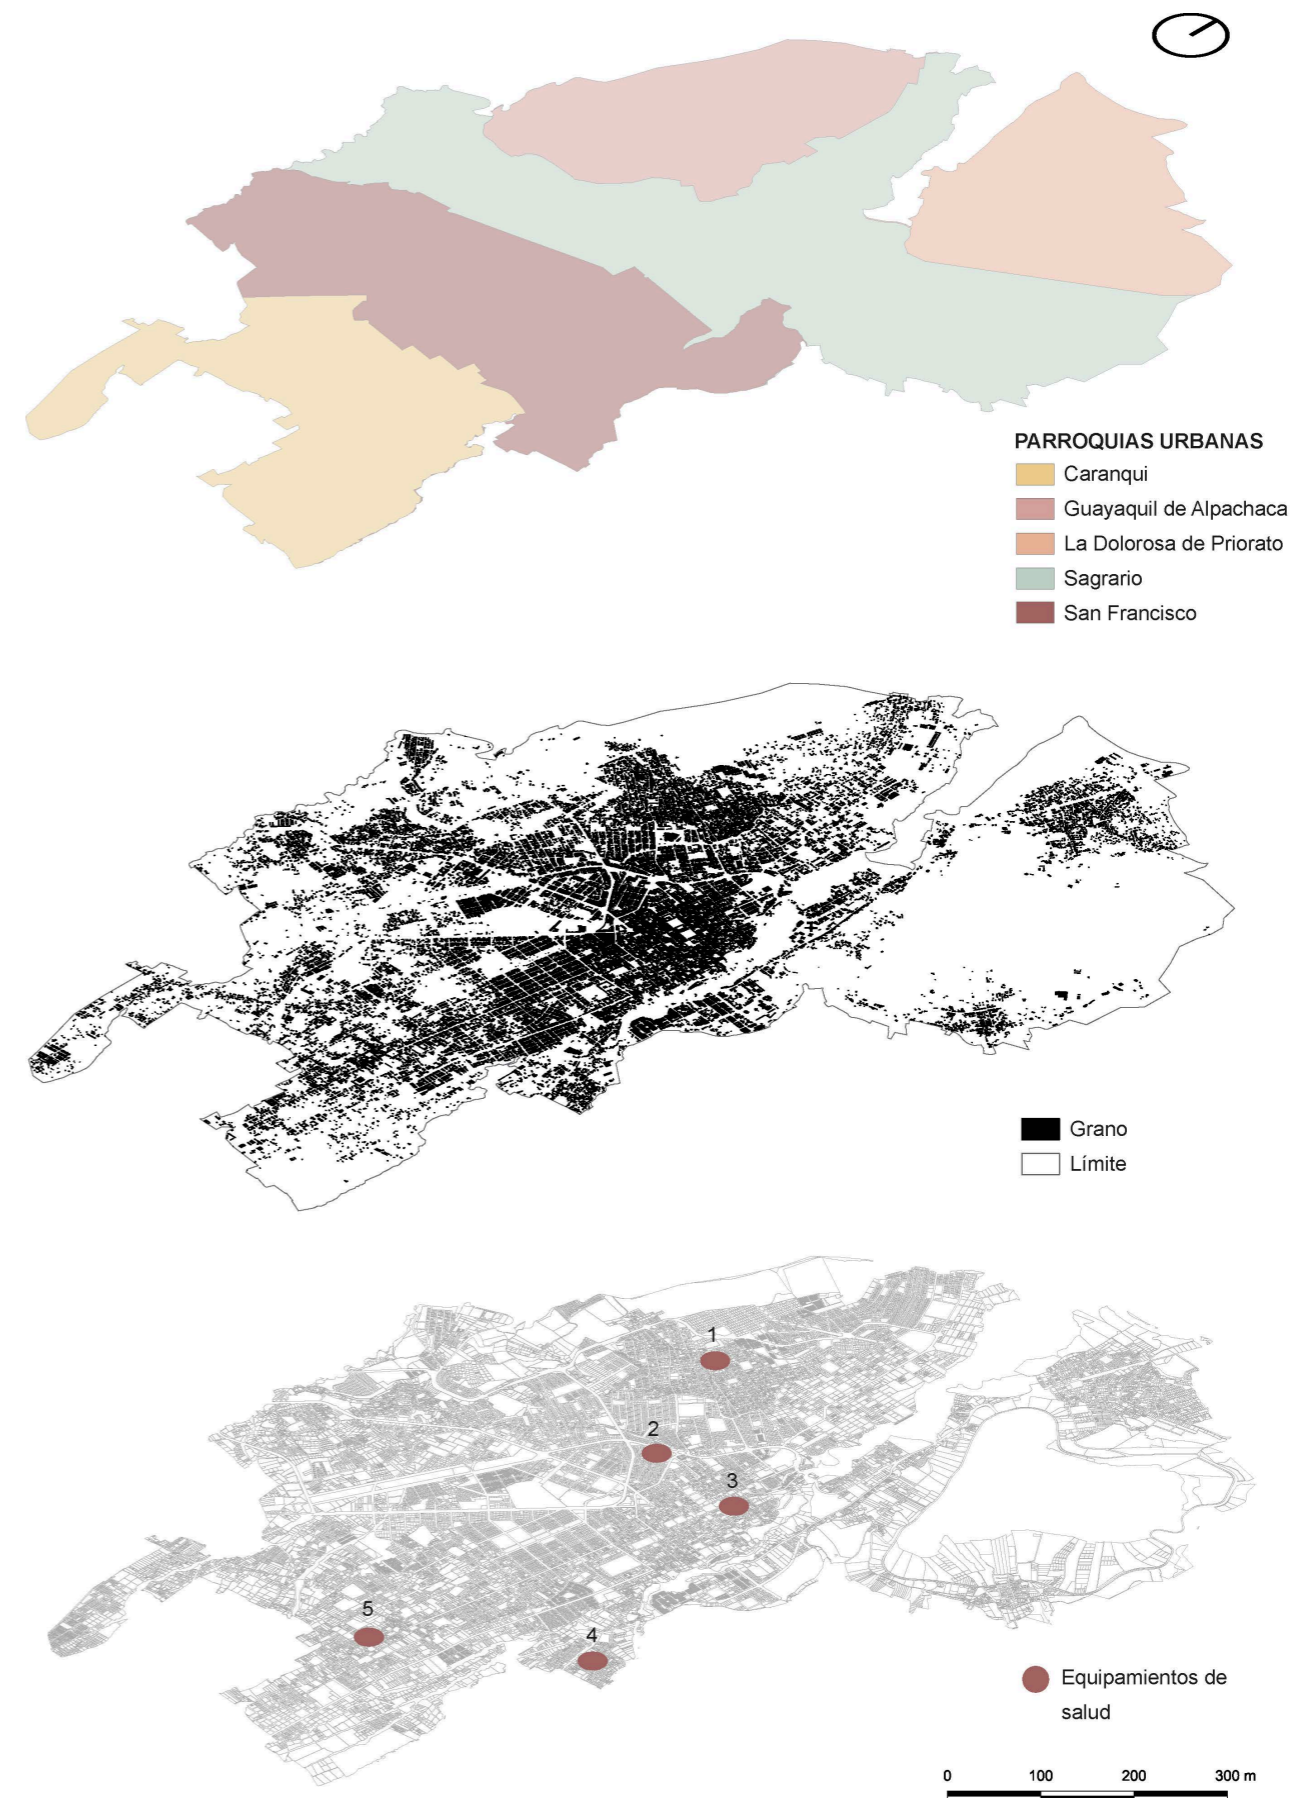 PARROQUIAS URBANAS
Caranqui
Guayaquil de Alpachaca
La Dolorosa de Priorato
Sagrario
San Francisco
Grano
Límite
1
2
3
5
4
Equipamientos de
salud
0 100 200 300 m